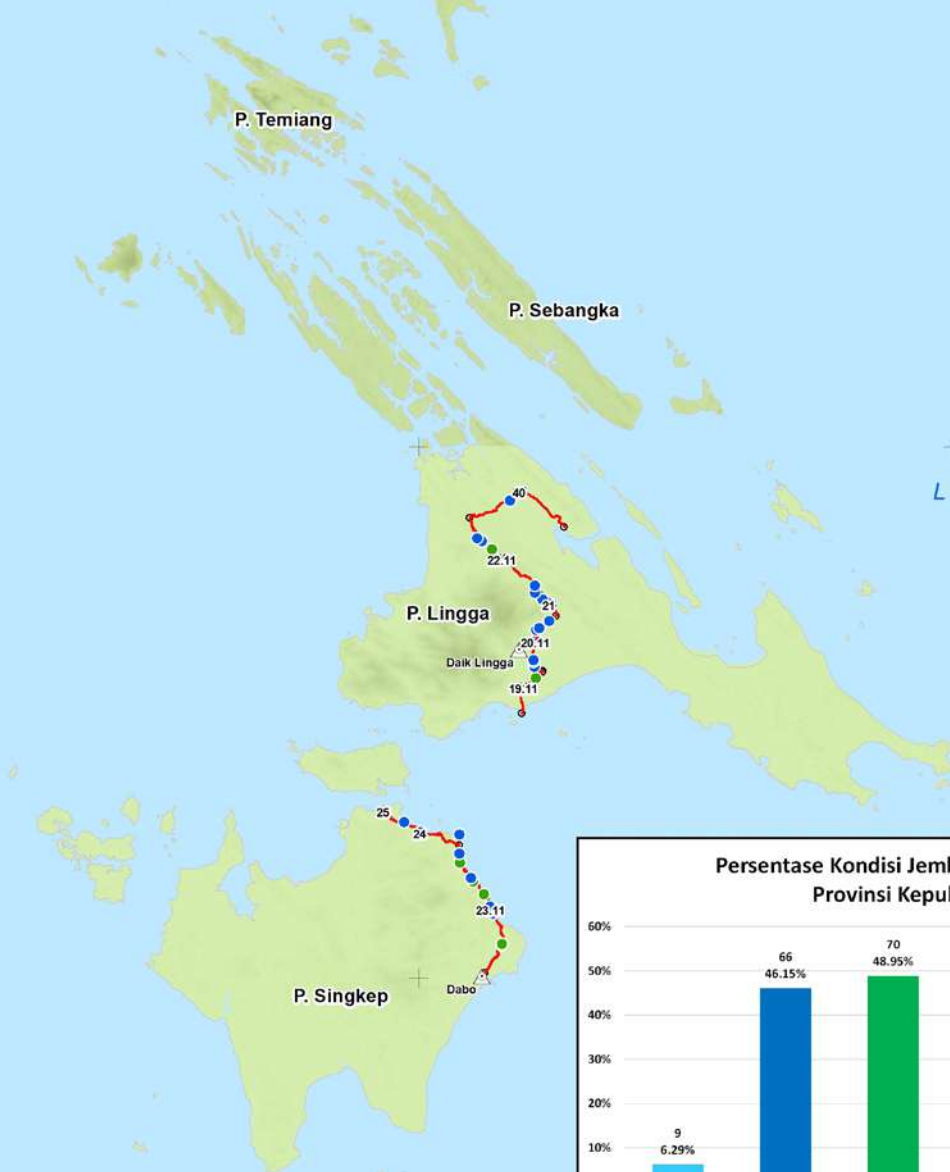 P. Temiang
P. Sebangka
L
40
22.11
21
P. Lingga
20.11
Daik Lingga
19.11
25
24
23.11
Dabo
P. Singkep
Persentase Kondisi Jemb
Provinsi Kepul
60%
50%
40%
30%
20%
10%
9
6.29%
66
46.15%
70
48.95%